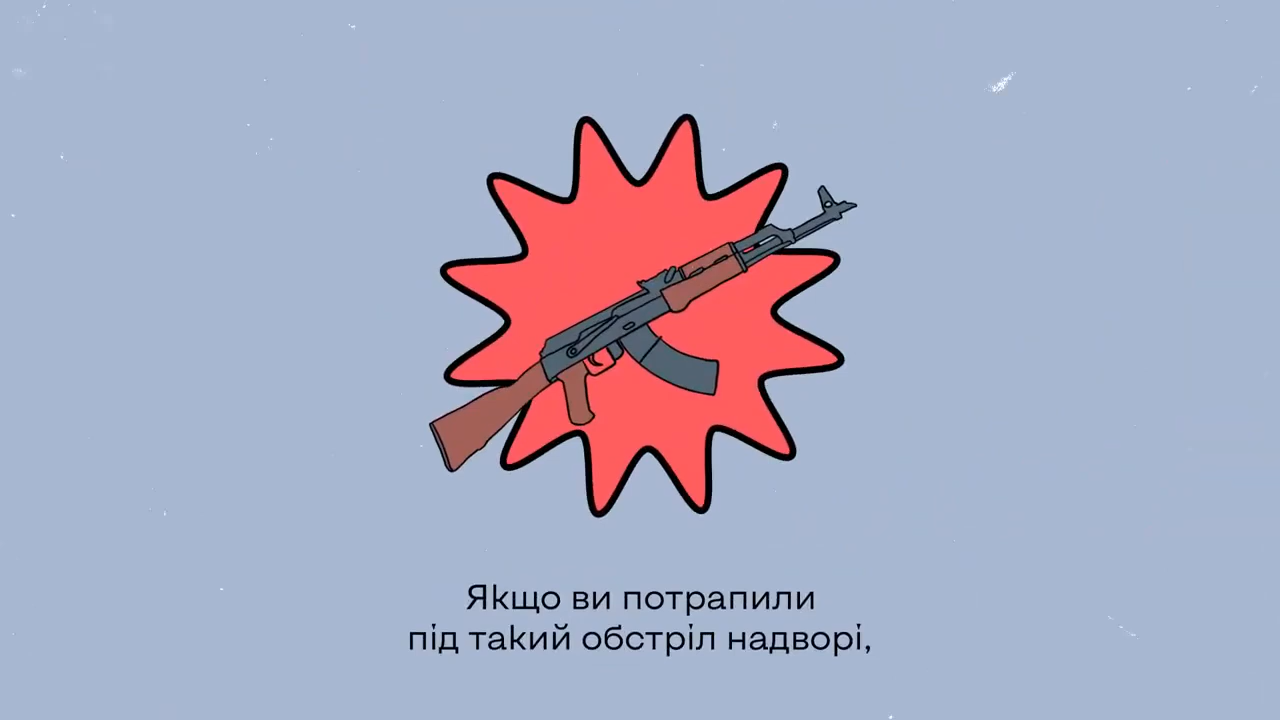 Якщо ви потрапили
під такий обстріл надворі,